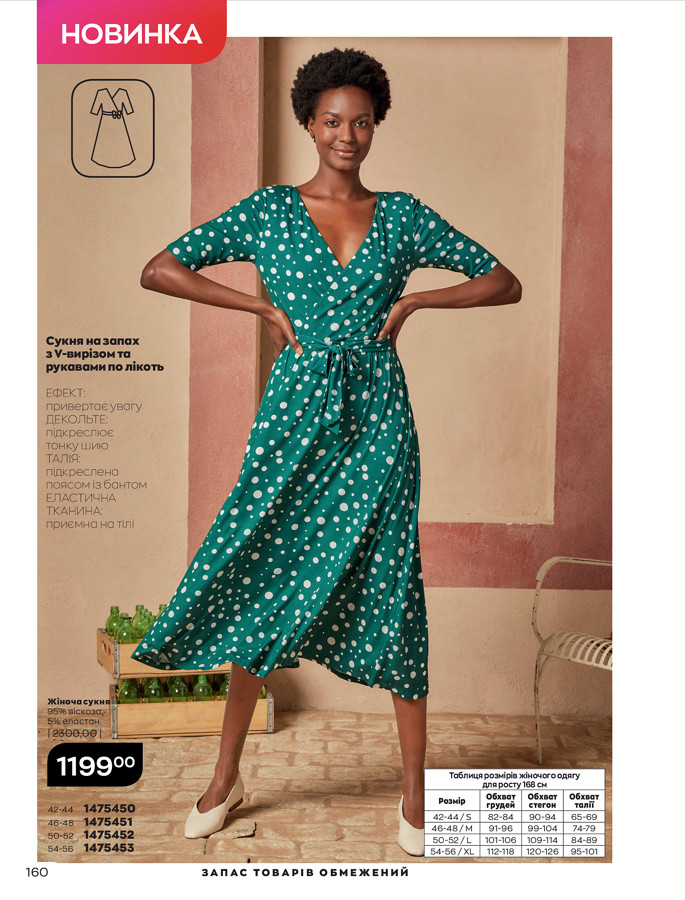 НОВИНКА
Сукня на запах
з V-вирізом та
рукавами по лікоть
ЕФЕКТ:
привертає увагу
ДЕКОЛЬТЕ:
підкреслює
тонку шию
ТАЛІЯ:
підкреслена
поясом із бантом
ЕЛАСТИЧНА
ТКАНИНА:
приємна на тілі
Жіноча сукня
95% віскоза,
5% еластан.
| 2300,00 |
1199⁰⁰
42-44 1475450
46-48 1475451
50-52 1475452
54-56 1475453
Таблиця розмірів жіночого одягу
для росту 168 см
Розмір Обхват грудей Обхват стегон Обхват талії
42-44 / S 82-84 90-94 65-69
46-48 / M 91-96 99-104 74-79
50-52 / L 101-106 109-114 84-89
54-56 / XL 112-118 120-126 95-101
160
ЗАПАС ТОВАРІВ ОБМЕЖЕНИЙ